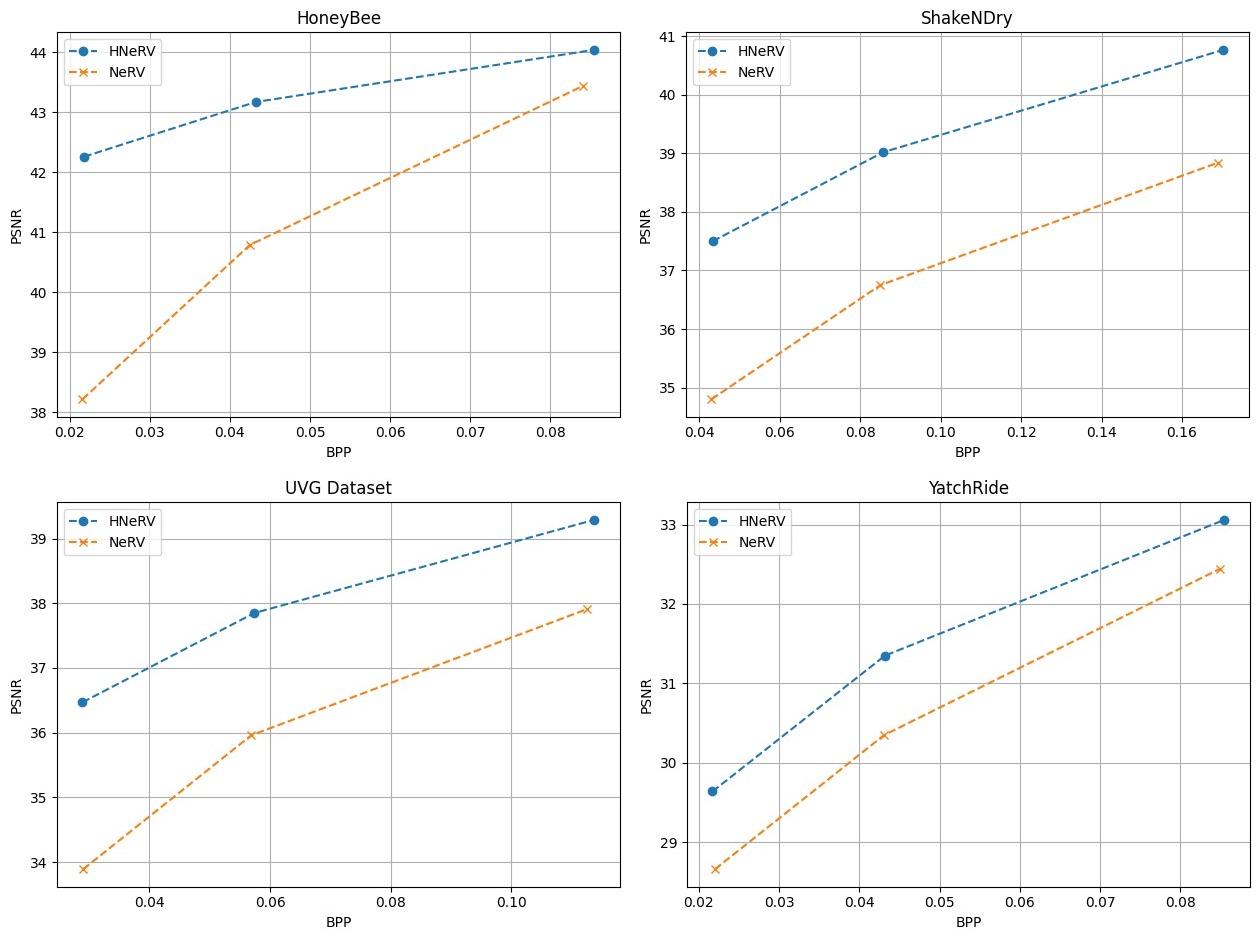 HoneyBee
HNeRV
NeRV
PSNR
44
43
42
41
40
39
38
0.02 0.03 0.04 0.05 0.06 0.07 0.08
BPP
ShakeNDry
HNeRV
NeRV
PSNR
41
40
39
38
37
36
35
0.04 0.06 0.08 0.10 0.12 0.14 0.16
BPP
UVG Dataset
HNeRV
NeRV
PSNR
39
38
37
36
35
34
0.04 0.06 0.08 0.10
BPP
YatchRide
HNeRV
NeRV
PSNR
33
32
31
30
29
0.02 0.03 0.04 0.05 0.06 0.07 0.08
BPP